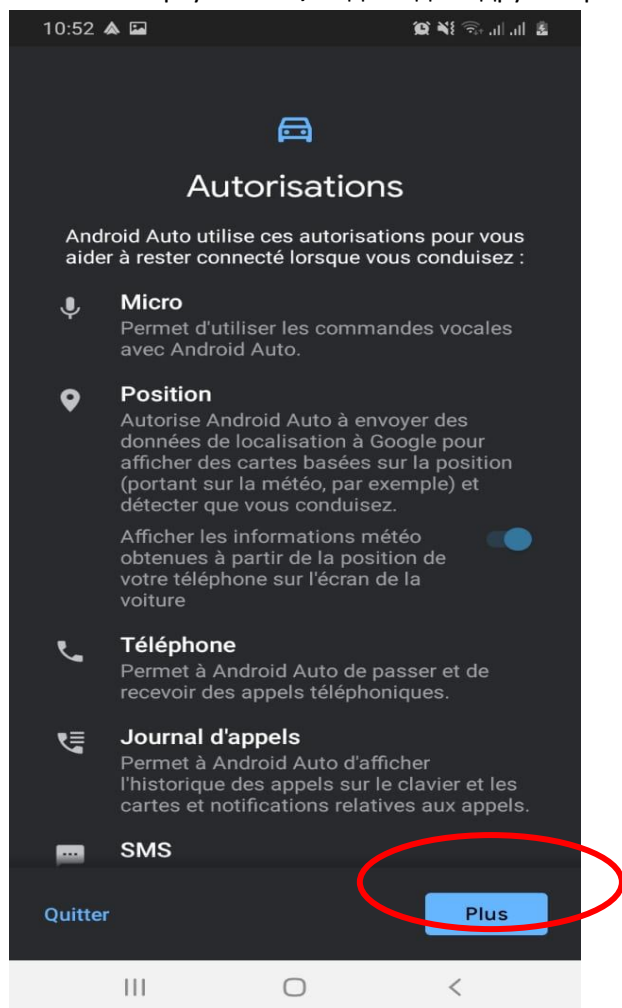 10:52
Autorisations
Android Auto utilise ces autorisations pour vous
aider à rester connecté lorsque vous conduisez :
Micro
Permet d'utiliser les commandes vocales
avec Android Auto.
Position
Autorise Android Auto à envoyer des
données de localisation à Google pour
afficher des cartes basées sur la position
(portant sur la météo, par exemple) et
détecter que vous conduisez.
Afficher les informations météo
obtenues à partir de la position de
votre téléphone sur l'écran de la
voiture
Téléphone
Permet à Android Auto de passer et de
recevoir des appels téléphoniques.
Journal d'appels
Permet à Android Auto d'afficher
l'historique des appels sur le clavier et les
cartes et notifications relatives aux appels.
SMS
Quitter
Plus